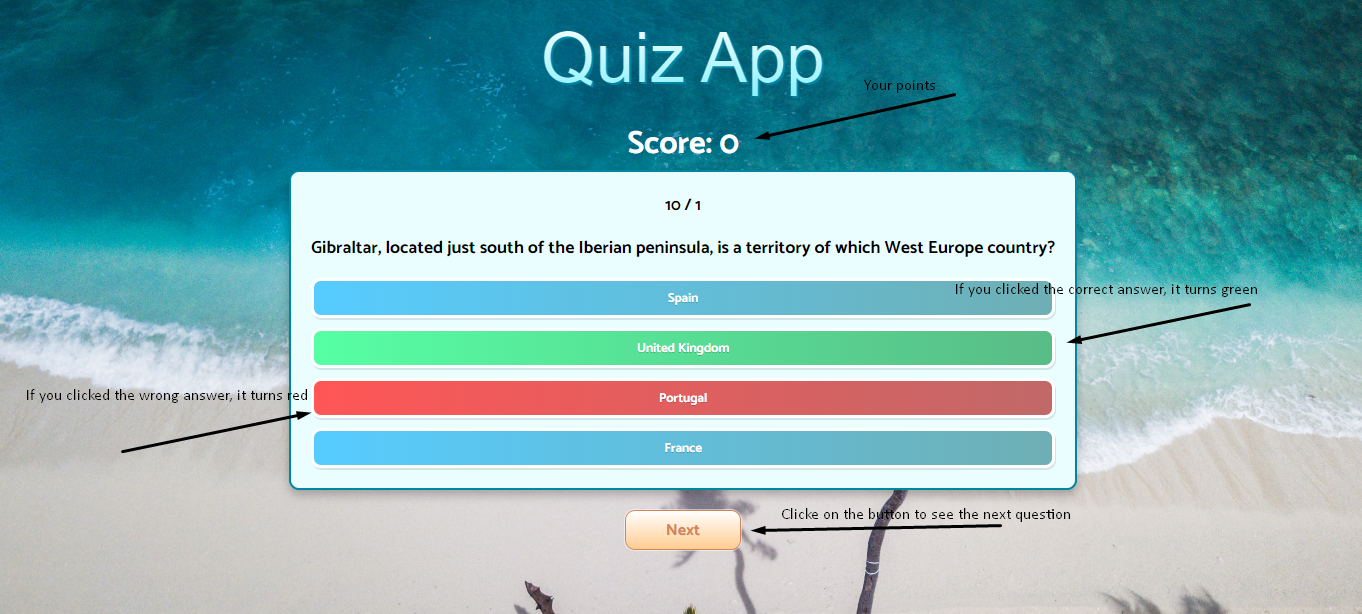 Quiz App
Your points
Score: 0
10 / 1
Gibraltar, located just south of the Iberian peninsula, is a territory of which West Europe country?
Spain
If you clicked the correct answer, it turns green
United Kingdom
If you clicked the wrong answer, it turns red
Portugal
France
Clicke on the button to see the next question
Next